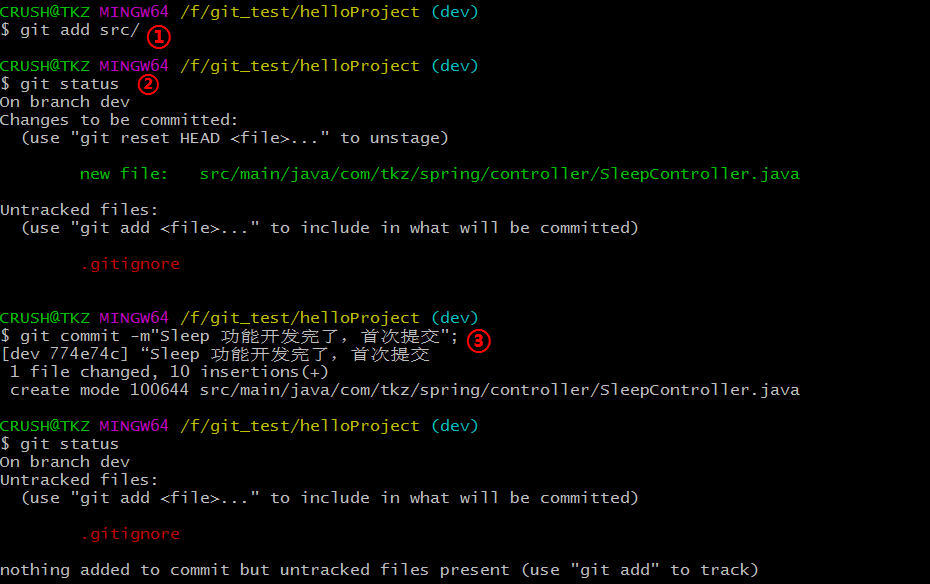 CRUSH@TKZ MINGW64 /f/git_test/helloProject (dev)
$ git add src/ ①
CRUSH@TKZ MINGW64 /f/git_test/helloProject (dev)
$ git status ②
On branch dev
Changes to be committed:
  (use "git reset HEAD <file>..." to unstage)
        new file:   src/main/java/com/tkz/spring/controller/SleepController.java
Untracked files:
  (use "git add <file>..." to include in what will be committed)
        .gitignore
CRUSH@TKZ MINGW64 /f/git_test/helloProject (dev)
$ git commit -m"Sleep 功能开发完了，首次提交"; ③
[dev 774e74c] “Sleep 功能开发完了，首次提交
 1 file changed, 10 insertions(+)
 create mode 100644 src/main/java/com/tkz/spring/controller/SleepController.java
CRUSH@TKZ MINGW64 /f/git_test/helloProject (dev)
$ git status
On branch dev
Untracked files:
  (use "git add <file>..." to include in what will be committed)
        .gitignore
nothing added to commit but untracked files present (use "git add" to track)